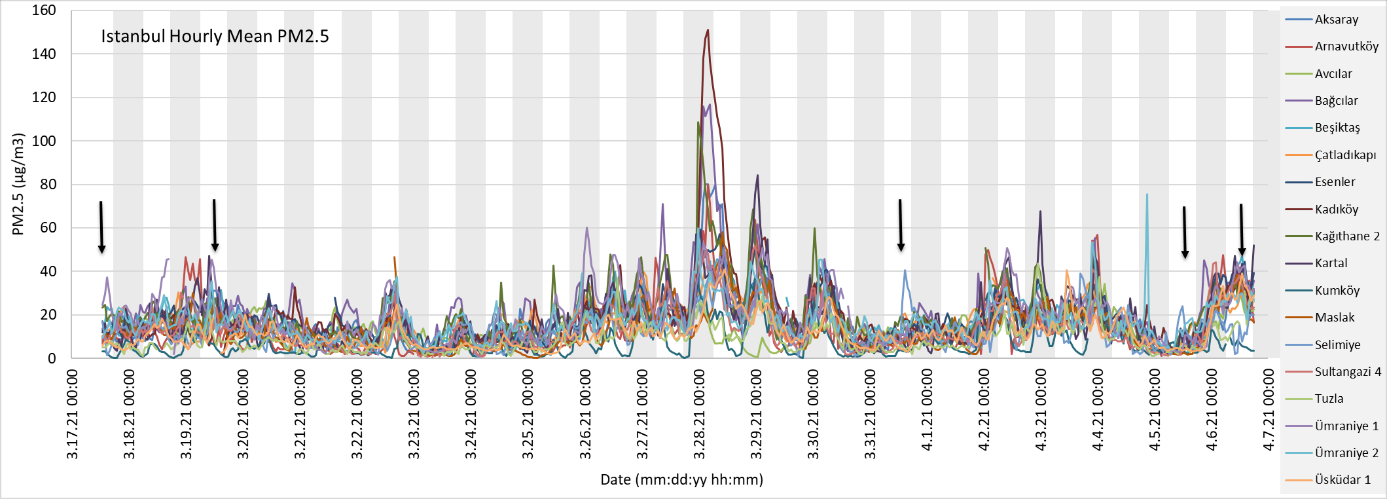 Istanbul Hourly Mean PM2.5
PM2.5 (µg/m3)
160
140
120
100
80
60
40
20
0
3.17.21 00:00
3.18.21 00:00
3.19.21 00:00
3.20.21 00:00
3.21.21 00:00
3.22.21 00:00
3.23.21 00:00
3.24.21 00:00
3.25.21 00:00
3.26.21 00:00
3.27.21 00:00
3.28.21 00:00
3.29.21 00:00
3.30.21 00:00
3.31.21 00:00
4.1.21 00:00
4.2.21 00:00
4.3.21 00:00
4.4.21 00:00
4.5.21 00:00
4.6.21 00:00
4.7.21 00:00
Date (mm:dd:yy hh:mm)
Aksaray
Arnavutköy
Avcılar
Bağcılar
Beşiktaş
Çatladıkapı
Esenler
Kadıköy
Kağıthane 2
Kartal
Kumköy
Maslak
Selimiye
Sultangazi 4
Tuzla
Ümraniye 1
Ümraniye 2
Üsküdar 1